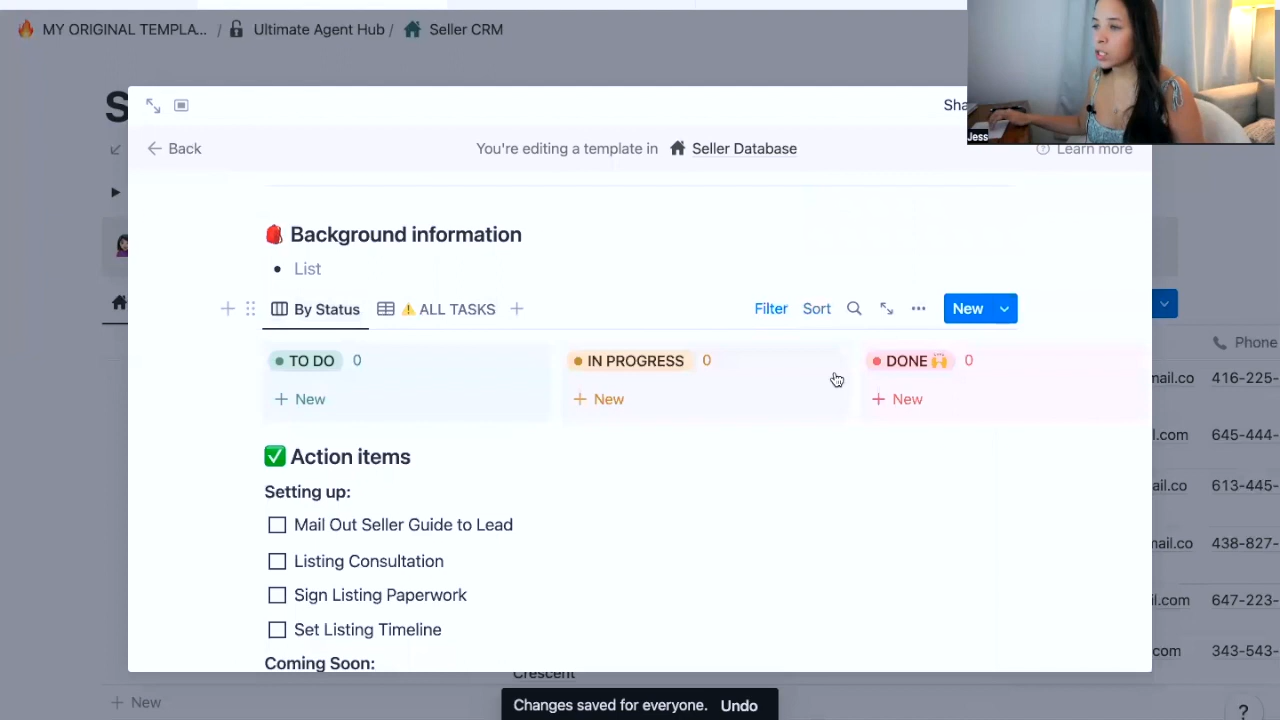 MY ORIGINAL TEMPLA... / Ultimate Agent Hub / Seller CRM
S
Sha
Jess
Back
You're editing a template in Seller Database
Learn more
Background information
List
By Status
ALL TASKS
Filter
Sort
New
TO DO 0
IN PROGRESS 0
DONE 0
New
New
New
Action items
Setting up:
Mail Out Seller Guide to Lead
Listing Consultation
Sign Listing Paperwork
Set Listing Timeline
Coming Soon:
Phone
mail.co 416-225-
l.com 645-444-
ail.co 613-445-
mail.co 438-827-
il.com 647-223-
com 343-543-
Crescent
New
Changes saved for everyone. Undo
?